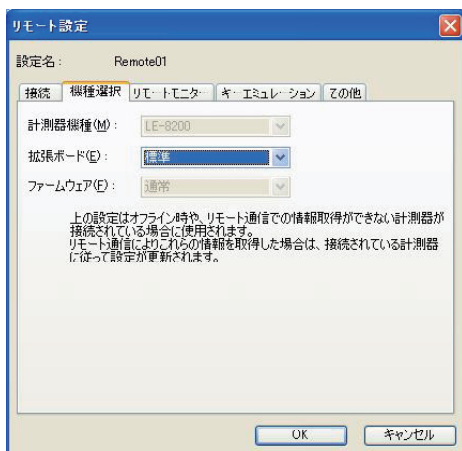 リモート設定
設定名： Remote01
接続 機種選択 リモートモニター キーエミュレーション その他
計測器機種(M)： LE-8200
拡張ボード(E)： 標準
ファームウェア(F)： 通常
上の設定はオフライン時や、リモート通信での情報取得ができない計測器が
接続されている場合に使用されます。
リモート通信によりこれらの情報を取得した場合は、接続されている計測器
に従って設定が更新されます。
OK キャンセル